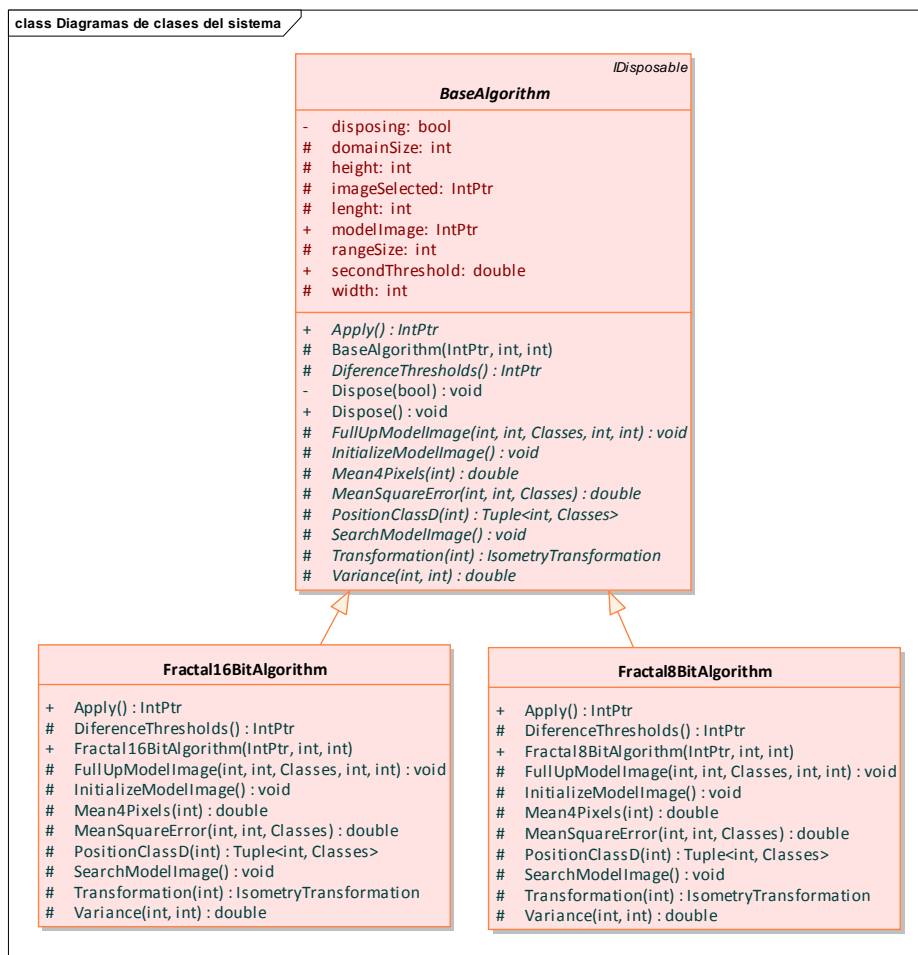 class Diagramas de clases del sistema
IDisposable
BaseAlgorithm
- disposing: bool
# domainSize: int
# height: int
# imageSelected: IntPtr
# lenght: int
+ modelImage: IntPtr
# rangeSize: int
+ secondThreshold: double
# width: int
+ Apply() : IntPtr
# BaseAlgorithm(IntPtr, int, int)
# DiferenceThresholds() : IntPtr
- Dispose(bool) : void
+ Dispose() : void
# FullUpModelImage(int, int, Classes, int, int) : void
# InitializeModelImage() : void
# Mean4Pixels(int) : double
# MeanSquareError(int, int, Classes) : double
# PositionClassD(int) : Tuple<int, Classes>
# SearchModelImage() : void
# Transformation(int) : IsometryTransformation
# Variance(int, int) : double
Fractal16BitAlgorithm
+ Apply() : IntPtr
# DiferenceThresholds() : IntPtr
+ Fractal16BitAlgorithm(IntPtr, int, int)
# FullUpModelImage(int, int, Classes, int, int) : void
# InitializeModelImage() : void
# Mean4Pixels(int) : double
# MeanSquareError(int, int, Classes) : double
# PositionClassD(int) : Tuple<int, Classes>
# SearchModelImage() : void
# Transformation(int) : IsometryTransformation
# Variance(int, int) : double
Fractal8BitAlgorithm
+ Apply() : IntPtr
# DiferenceThresholds() : IntPtr
+ Fractal8BitAlgorithm(IntPtr, int, int)
# FullUpModelImage(int, int, Classes, int, int) : void
# InitializeModelImage() : void
# Mean4Pixels(int) : double
# MeanSquareError(int, int, Classes) : double
# PositionClassD(int) : Tuple<int, Classes>
# SearchModelImage() : void
# Transformation(int) : IsometryTransformation
# Variance(int, int) : double